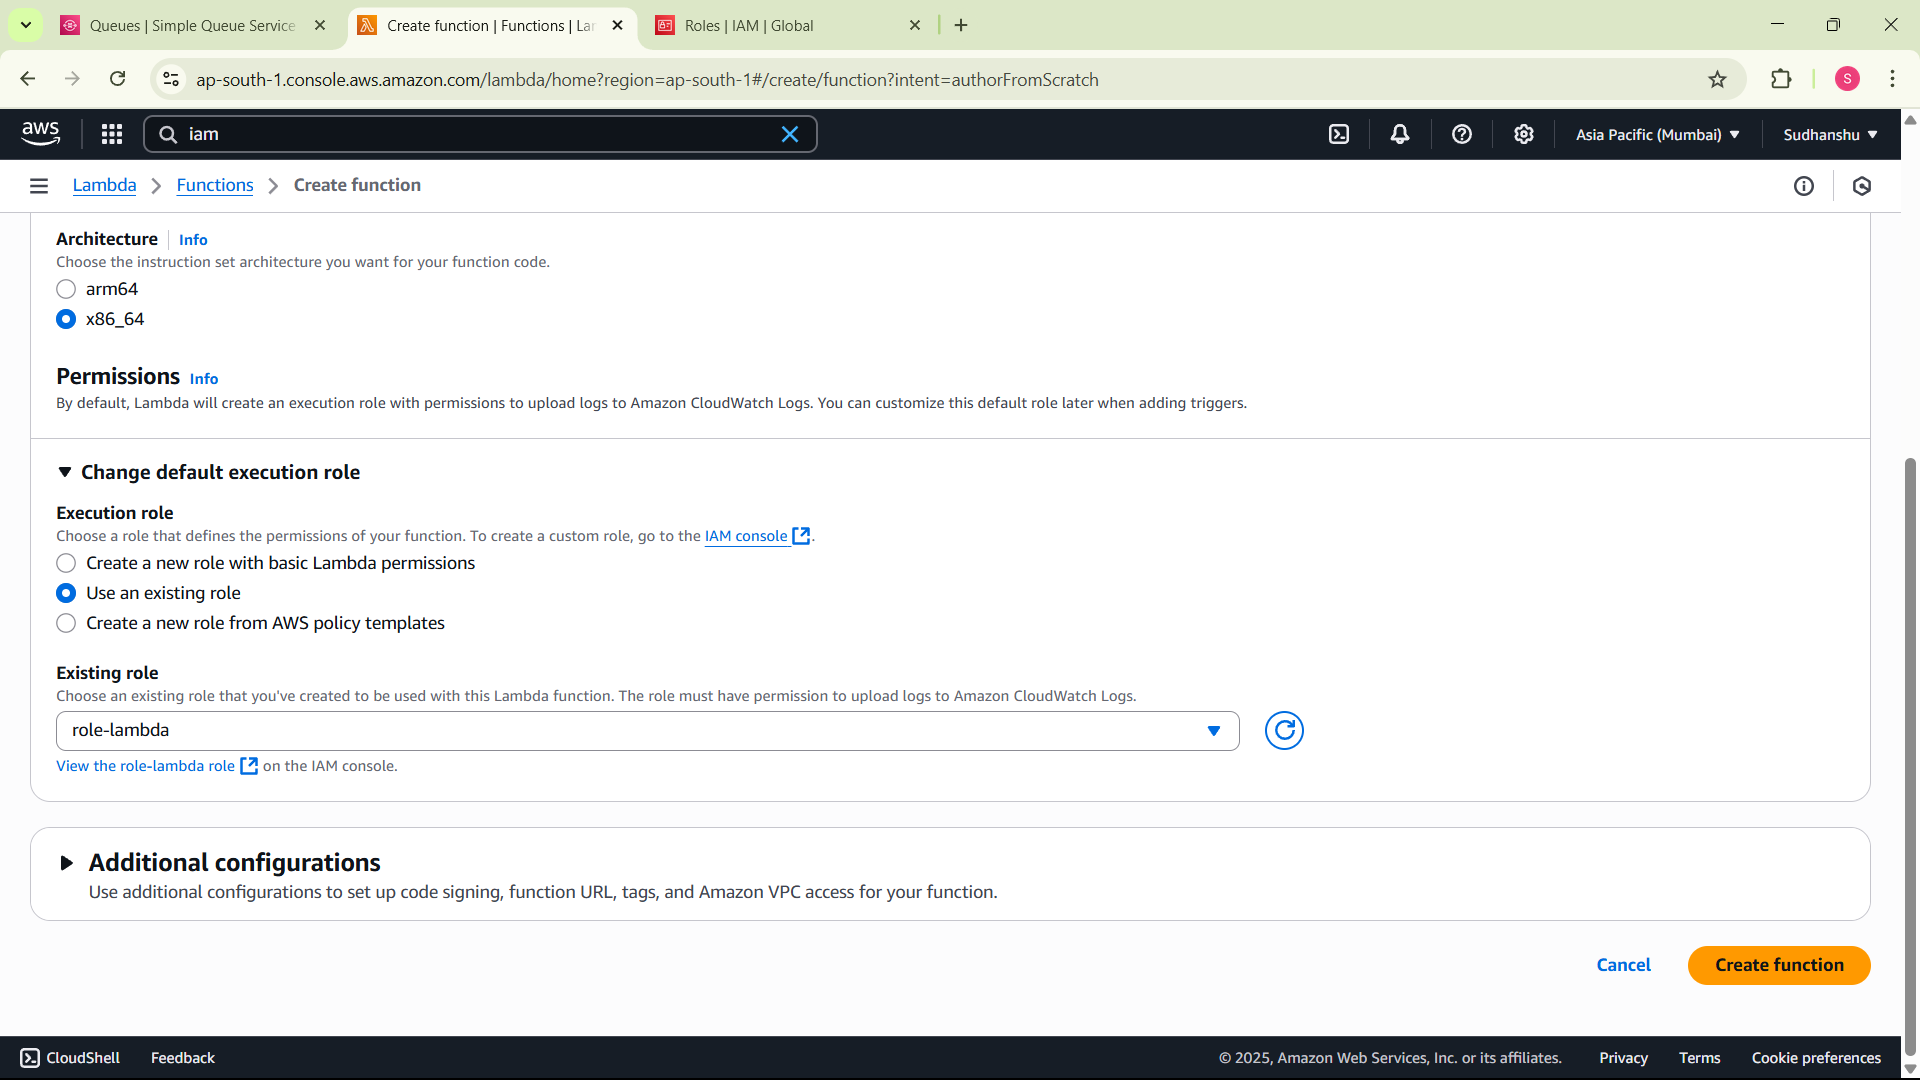 Queues | Simple Queue Service
Create function | Functions | Lar
Roles | IAM | Global
ap-south-1.console.aws.amazon.com/lambda/home?region=ap-south-1#/create/function?intent=authorFromScratch
S
aws
iam
Asia Pacific (Mumbai)
Sudhanshu
Lambda
Functions
Create function
Architecture
Info
Choose the instruction set architecture you want for your function code.
arm64
x86_64
Permissions Info
By default, Lambda will create an execution role with permissions to upload logs to Amazon CloudWatch Logs. You can customize this default role later when adding triggers.
Change default execution role
Execution role
Choose a role that defines the permissions of your function. To create a custom role, go to the IAM console.
Create a new role with basic Lambda permissions
Use an existing role
Create a new role from AWS policy templates
Existing role
Choose an existing role that you've created to be used with this Lambda function. The role must have permission to upload logs to Amazon CloudWatch Logs.
role-lambda
View the role-lambda role on the IAM console.
Additional configurations
Use additional configurations to set up code signing, function URL, tags, and Amazon VPC access for your function.
Cancel
Create function
CloudShell
Feedback
© 2025, Amazon Web Services, Inc. or its affiliates.
Privacy
Terms
Cookie preferences